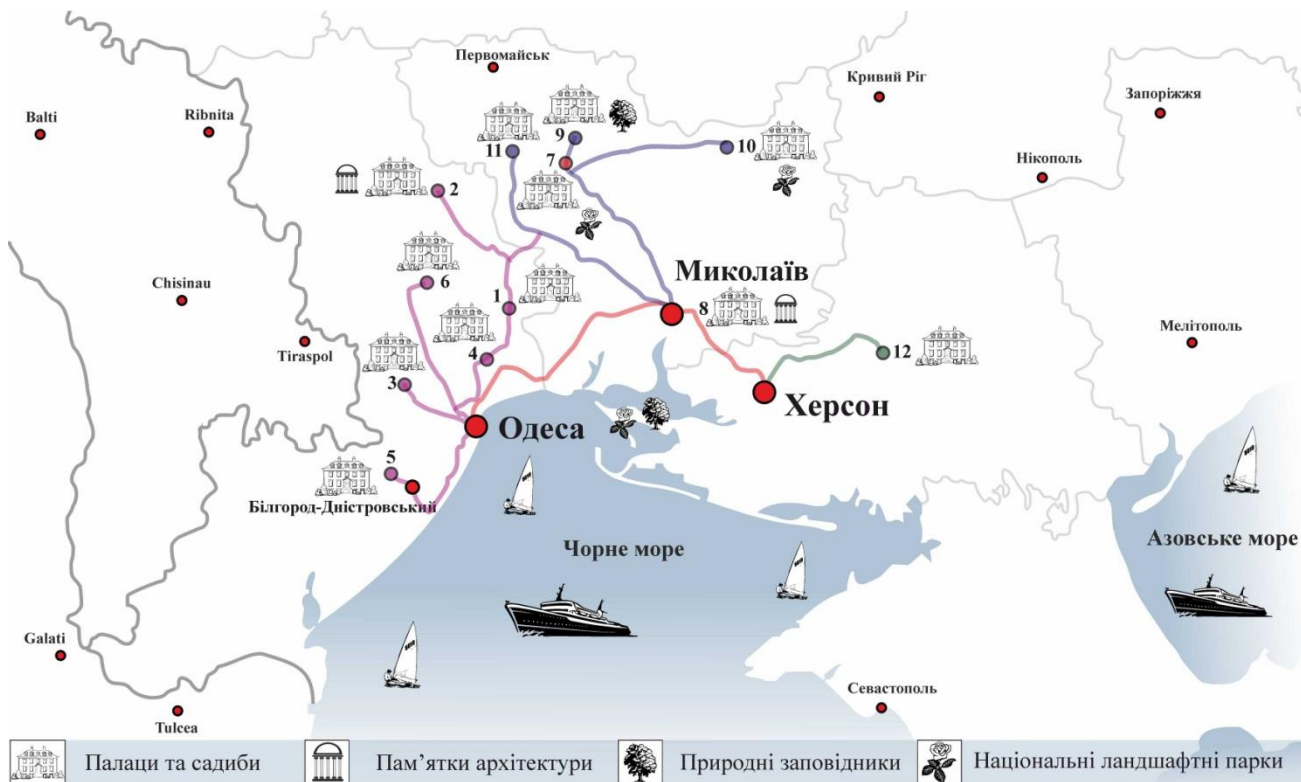 Первомайськ
Кривий Ріг
Запоріжжя
Balti
Ribnita
9
11
7
10
Нікополь
2
Chisinau
6
Миколаїв
1
8
Tiraspol
4
12
Мелітополь
3
Херсон
Одеса
5
Білгород-Дністровський
Чорне море
Азовське море
Galati
Севастополь
Tulcea
Палаци та садиби
Пам’ятки архітектури
Природні заповідники
Національні ландшафтні парки